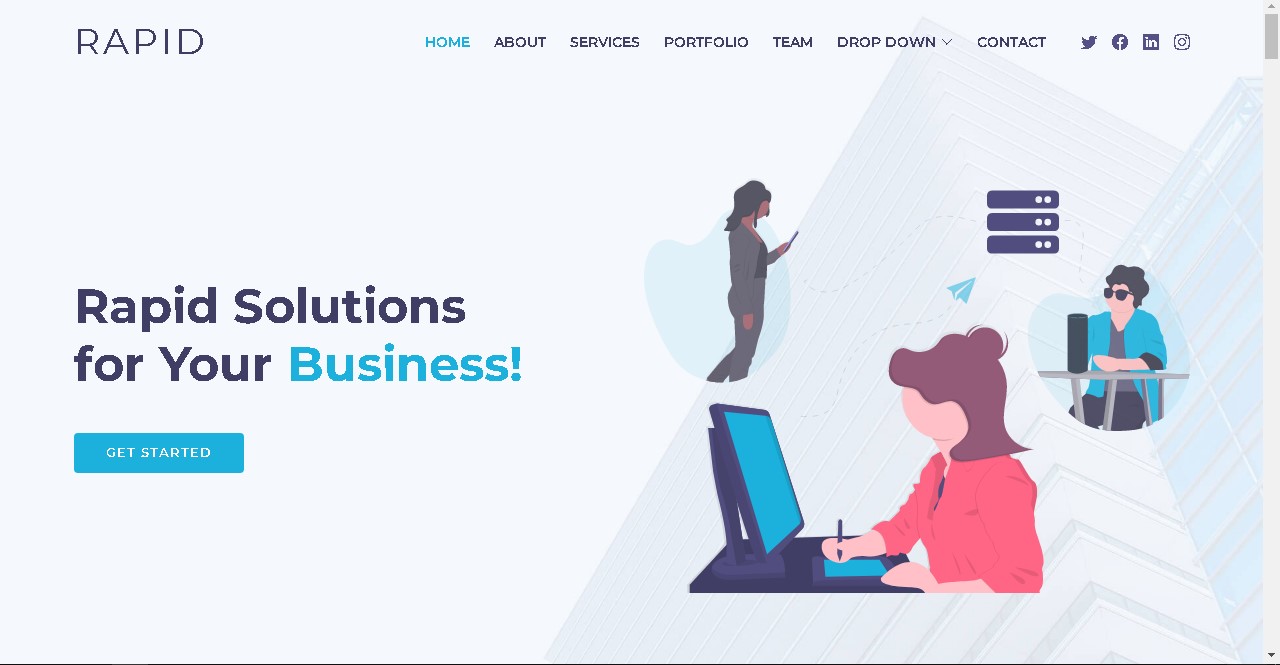 RAPID
HOME ABOUT SERVICES PORTFOLIO TEAM DROP DOWN CONTACT
Rapid Solutions
for Your Business!
GET STARTED